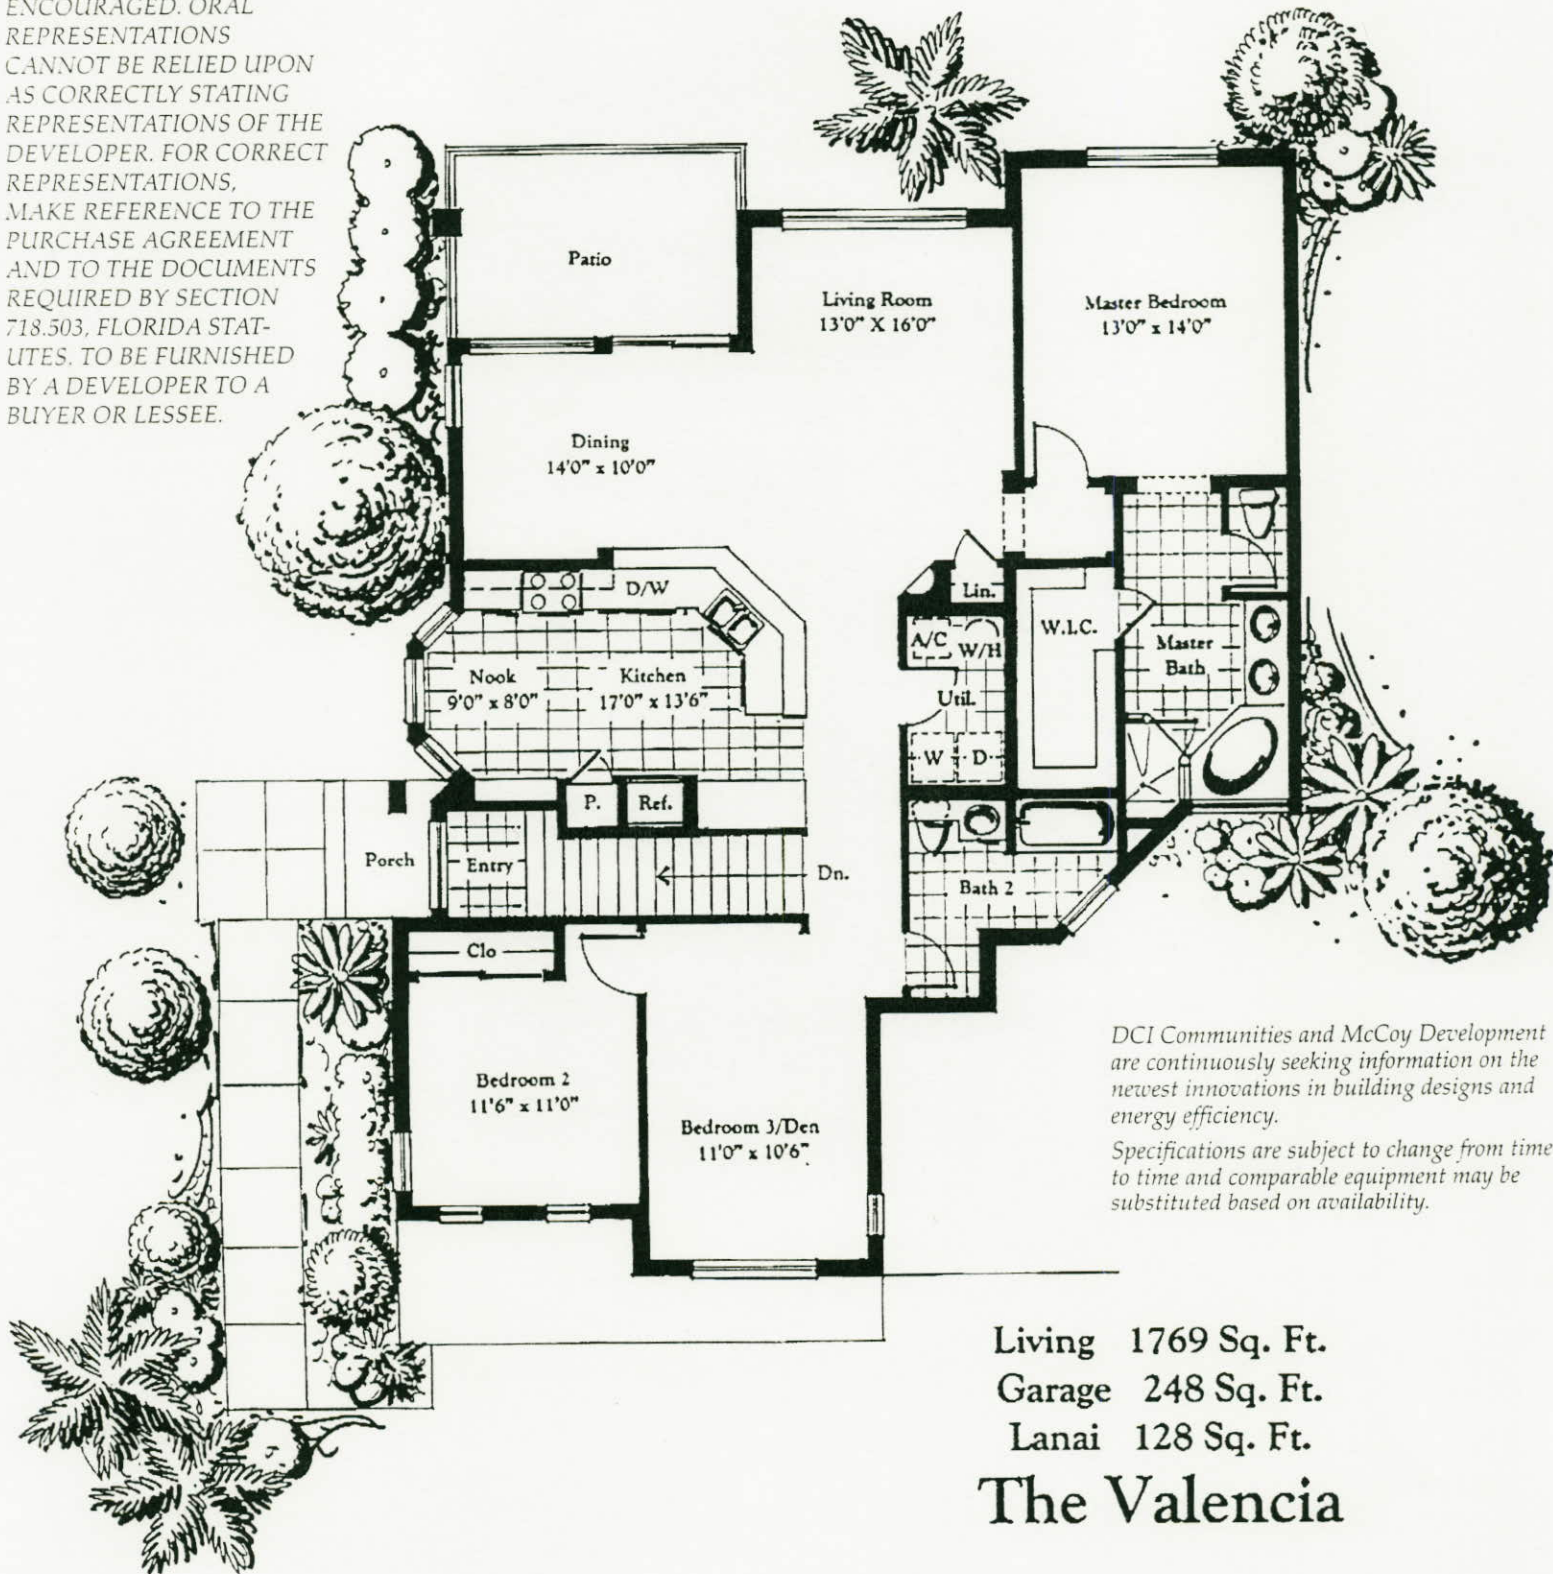 ENCOURAGED. ORAL
REPRESENTATIONS
CANNOT BE RELIED UPON
AS CORRECTLY STATING
REPRESENTATIONS OF THE
DEVELOPER. FOR CORRECT
REPRESENTATIONS,
MAKE REFERENCE TO THE
PURCHASE AGREEMENT
AND TO THE DOCUMENTS
REQUIRED BY SECTION
718.503, FLORIDA STAT-
UTES. TO BE FURNISHED
BY A DEVELOPER TO A
BUYER OR LESSEE.
Patio
Living Room
13'0" X 16'0"
Master Bedroom
13'0" x 14'0"
Dining
14'0" x 10'0"
D/W
Lin.
A/C
W/H
W.I.C.
Master
Bath
Nook
9'0" x 8'0"
Kitchen
17'0" x 13'6"
Util.
W
D
P.
Ref.
Porch
Entry
Dn.
Bath 2
Clo
Bedroom 2
11'6" x 11'0"
Bedroom 3/Den
11'0" x 10'6"
DCI Communities and McCoy Development
are continuously seeking information on the
newest innovations in building designs and
energy efficiency.
Specifications are subject to change from time
to time and comparable equipment may be
substituted based on availability.
Living 1769 Sq. Ft.
Garage 248 Sq. Ft.
Lanai 128 Sq. Ft.
The Valencia